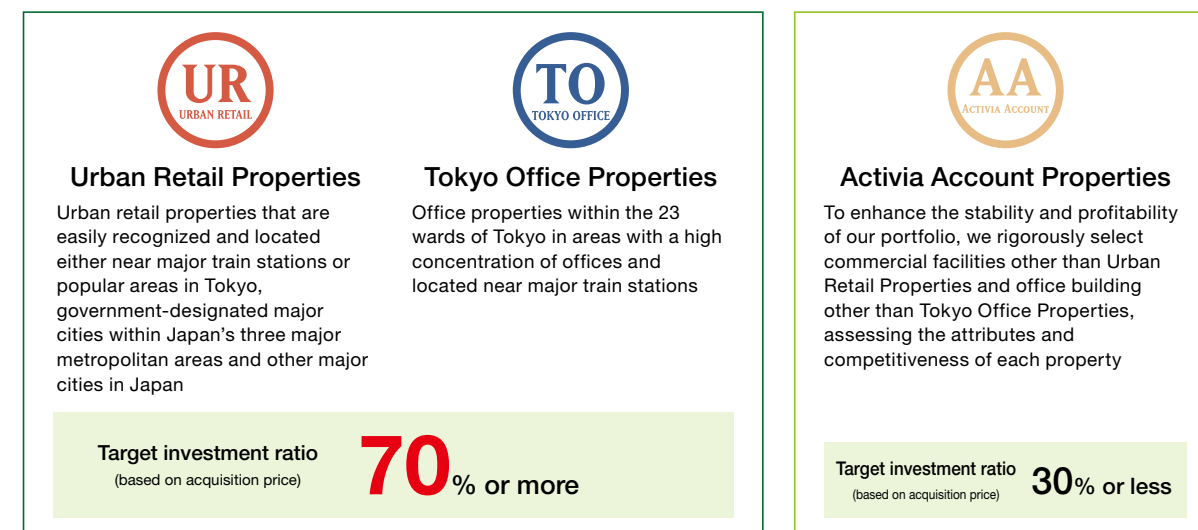 UR
URBAN RETAIL
Urban Retail Properties
Urban retail properties that are
easily recognized and located
either near major train stations or
popular areas in Tokyo,
government-designated major
cities within Japan's three major
metropolitan areas and other major
cities in Japan
TO
TOKYO OFFICE
Tokyo Office Properties
Office properties within the 23
wards of Tokyo in areas with a high
concentration of offices and
located near major train stations
Target investment ratio
(based on acquisition price)
70% or more
AA
ACTIVIA ACCOUNT
Activia Account Properties
To enhance the stability and profitability
of our portfolio, we rigorously select
commercial facilities other than Urban
Retail Properties and office building
other than Tokyo Office Properties,
assessing the attributes and
competitiveness of each property
Target investment ratio
(based on acquisition price)
30% or less